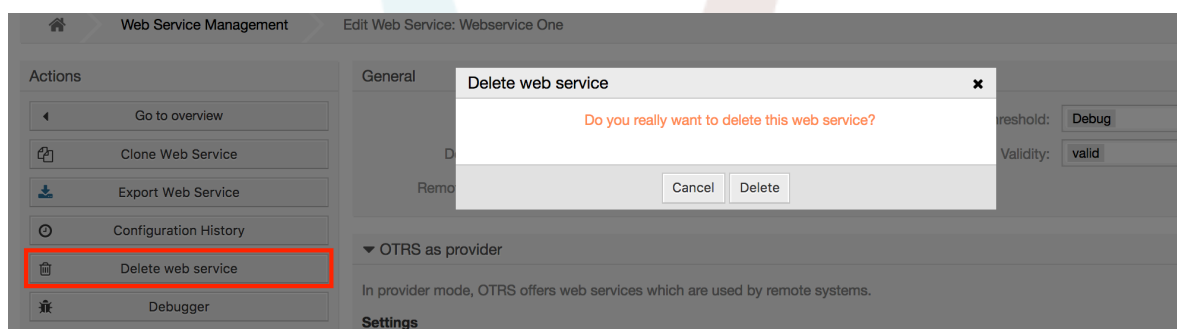 Web Service Management Edit Web Service: Webservice One
Actions
Go to overview
Clone Web Service
Export Web Service
Configuration History
Delete web service
Debugger
General
Delete web service
Do you really want to delete this web service?
Cancel Delete
reshold: Debug
Validity: valid
D
Remo
OTRS as provider
In provider mode, OTRS offers web services which are used by remote systems.
Settings